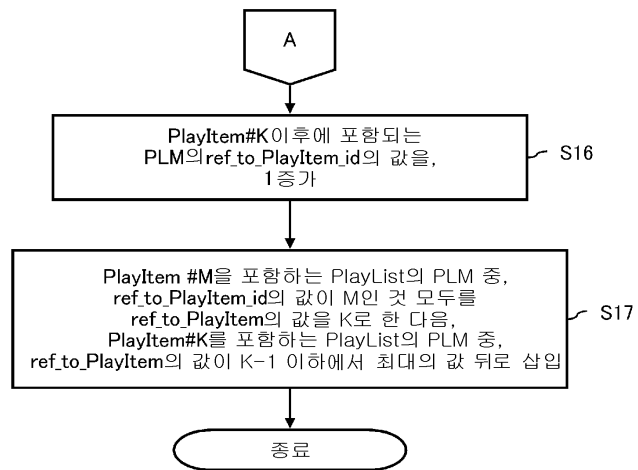 A
PlayItem#K이후에 포함되는
PLM의ref_to_PlayItem_id의 값을,
1증가
S16
PlayItem #M을 포함하는 PlayList의 PLM 중,
ref_to_PlayItem_id의 값이 M인 것 모두를
ref_to_PlayItem의 값을 K로 한 다음,
PlayItem#K를 포함하는 PlayList의 PLM 중,
ref_to_PlayItem의 값이 K-1 이하에서 최대의 값 뒤로 삽입
S17
종료